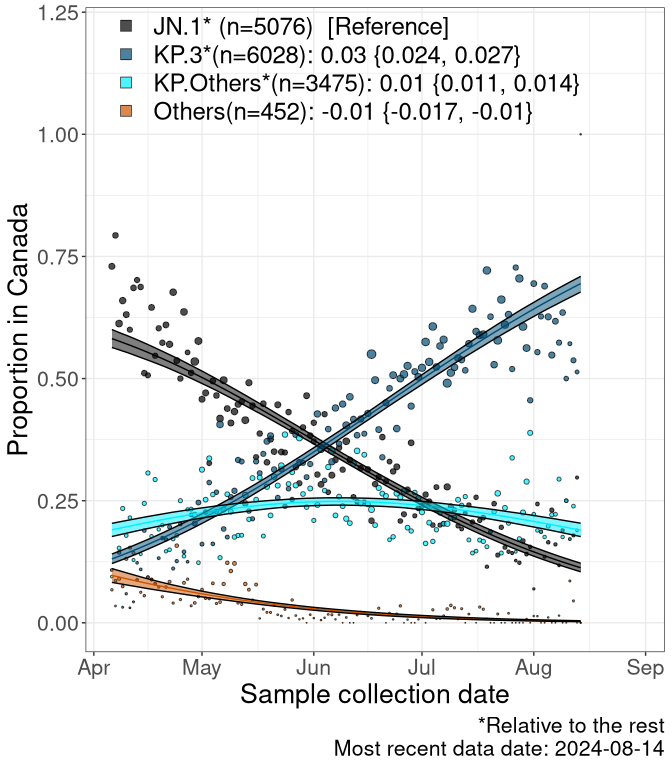 JN.1* (n=5076)  [Reference]
KP.3*(n=6028): 0.03 {0.024, 0.027}
KP.Others*(n=3475): 0.01 {0.011, 0.014}
Others(n=452): -0.01 {-0.017, -0.01}
Proportion in Canada
1.25
1.00
0.75
0.50
0.25
0.00
Apr May Jun Jul Aug Sep
Sample collection date
*Relative to the rest
Most recent data date: 2024-08-14